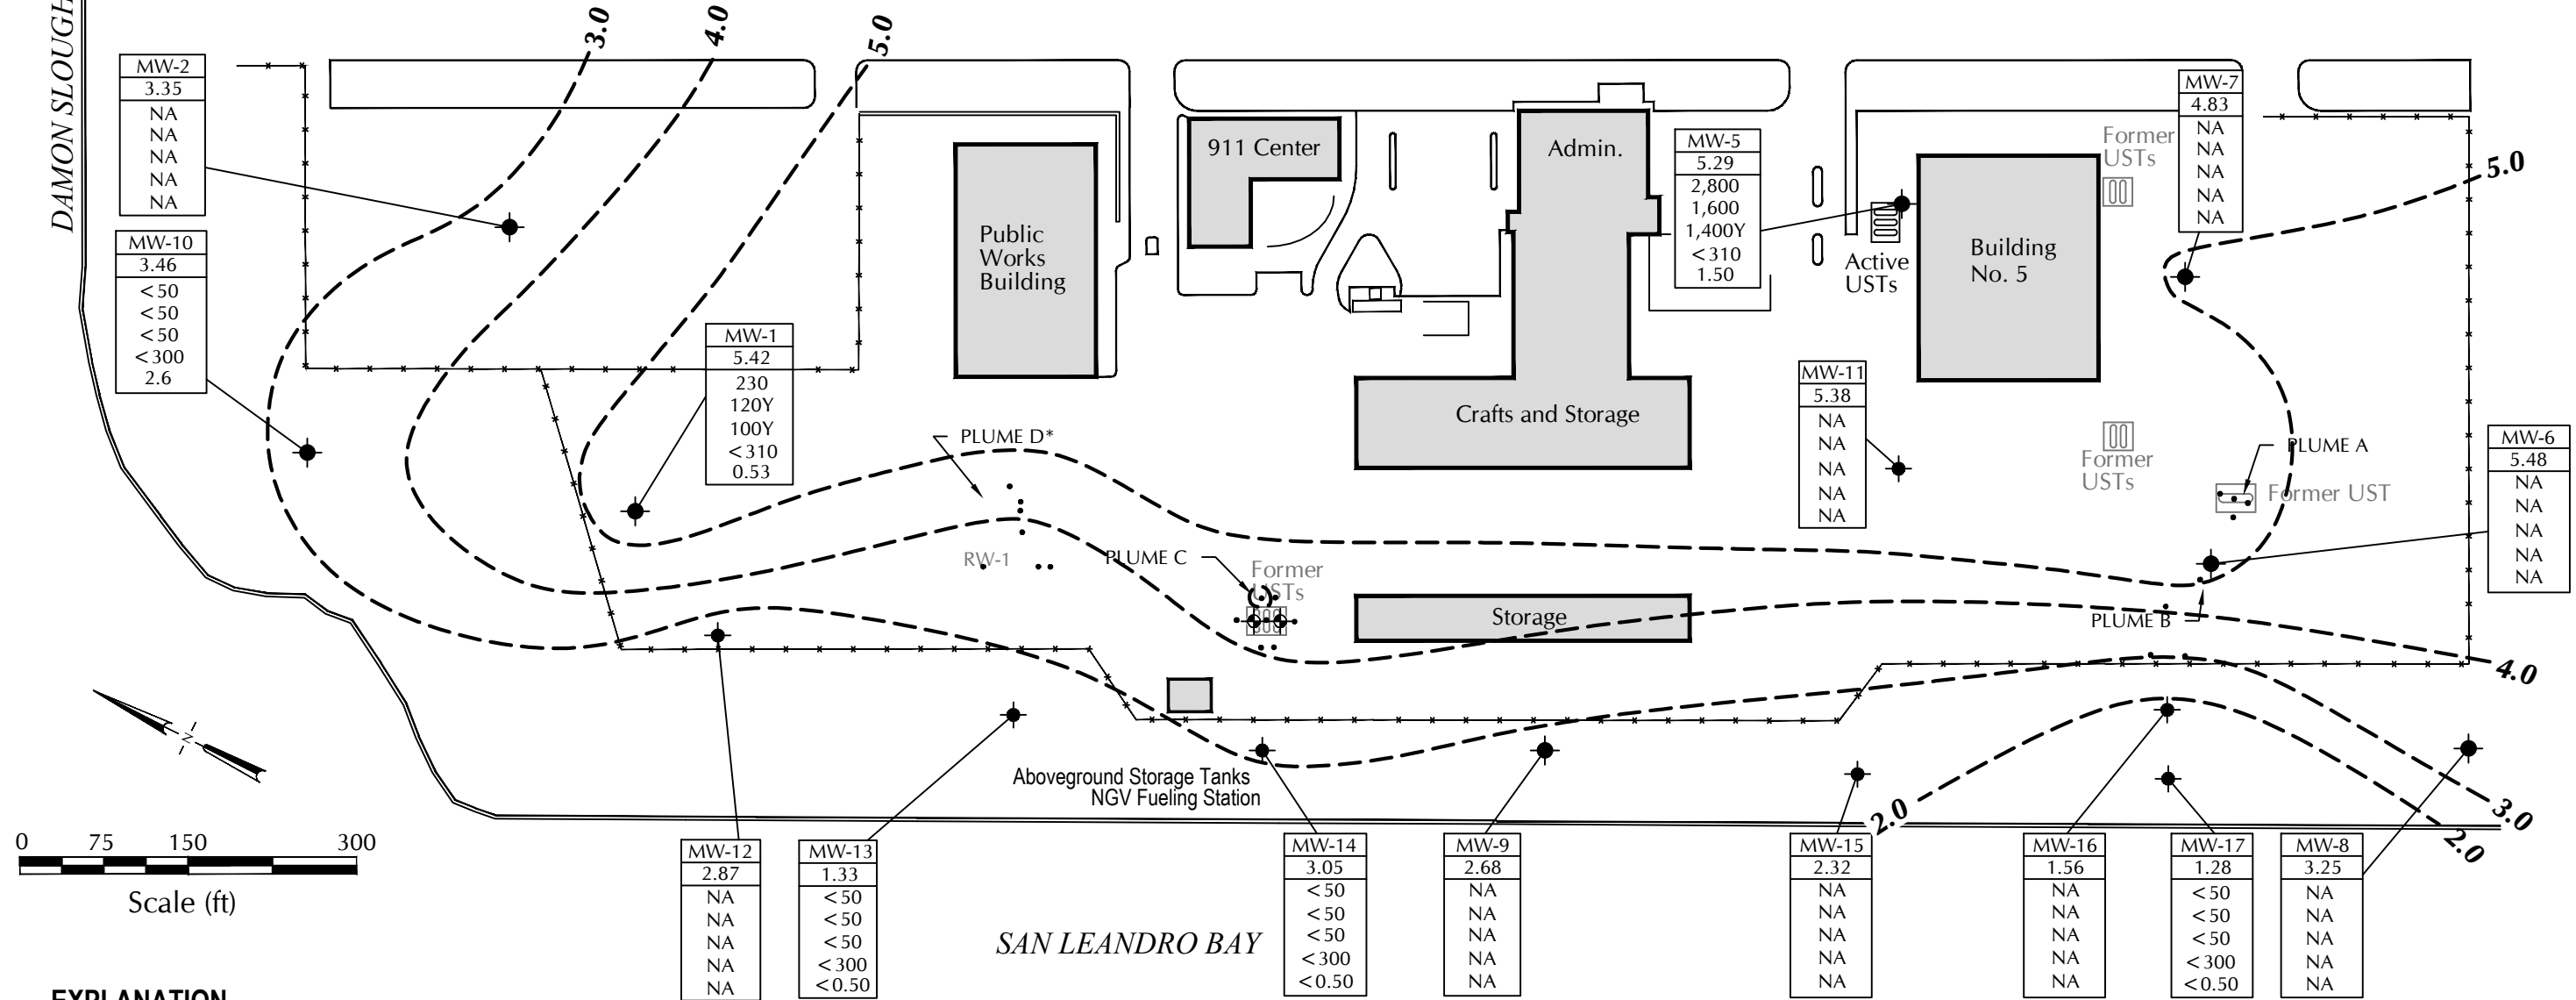 DAMON SLOUGH
3.0
4.0
5.0
MW-2
3.35
NA
NA
NA
NA
NA
MW-10
3.46
<50
<50
<50
<300
2.6
MW-1
5.42
230
120Y
100Y
<310
0.53
Public
Works
Building
911 Center
Admin.
Crafts and Storage
MW-5
5.29
2,800
1,600
1,400Y
<310
1.50
Active
USTs
Building
No. 5
Former
USTs
MW-7
4.83
NA
NA
NA
NA
NA
5.0
MW-11
5.38
NA
NA
NA
NA
NA
Former
USTs
PLUME A
Former UST
MW-6
5.48
NA
NA
NA
NA
NA
PLUME D*
RW-1
PLUME C
Former
USTs
Storage
PLUME B
4.0
N
Aboveground Storage Tanks
NGV Fueling Station
2.0
3.0
2.0
0 75 150 300
Scale (ft)
MW-12
2.87
NA
NA
NA
NA
NA
MW-13
1.33
<50
<50
<50
<300
<0.50
SAN LEANDRO BAY
MW-14
3.05
<50
<50
<50
<300
<0.50
MW-9
2.68
NA
NA
NA
NA
NA
MW-15
2.32
NA
NA
NA
NA
NA
MW-16
1.56
NA
NA
NA
NA
NA
MW-17
1.28
<50
<50
<50
<300
<0.50
MW-8
3.25
NA
NA
NA
NA
NA
EXPLANATION